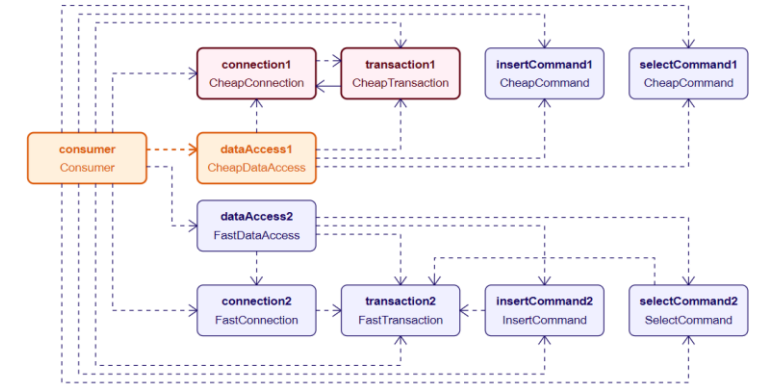 connection1
CheapConnection
transaction1
CheapTransaction
insertCommand1
CheapCommand
selectCommand1
CheapCommand
consumer
Consumer
dataAccess1
CheapDataAccess
dataAccess2
FastDataAccess
connection2
FastConnection
transaction2
FastTransaction
insertCommand2
InsertCommand
selectCommand2
SelectCommand